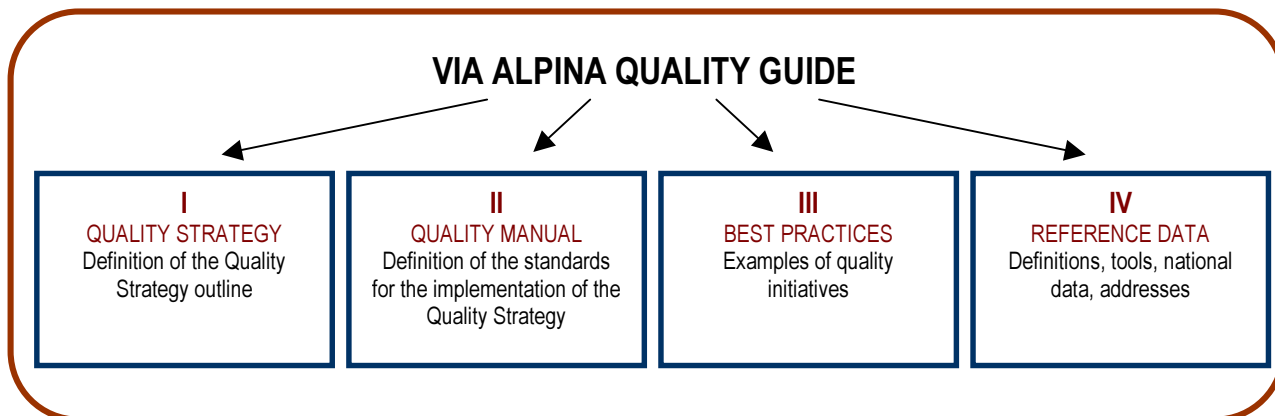 VIA ALPINA QUALITY GUIDE
I
QUALITY STRATEGY
Definition of the Quality
Strategy outline
II
QUALITY MANUAL
Definition of the standards
for the implementation of the
Quality Strategy
III
BEST PRACTICES
Examples of quality
initiatives
IV
REFERENCE DATA
Definitions, tools, national
data, addresses